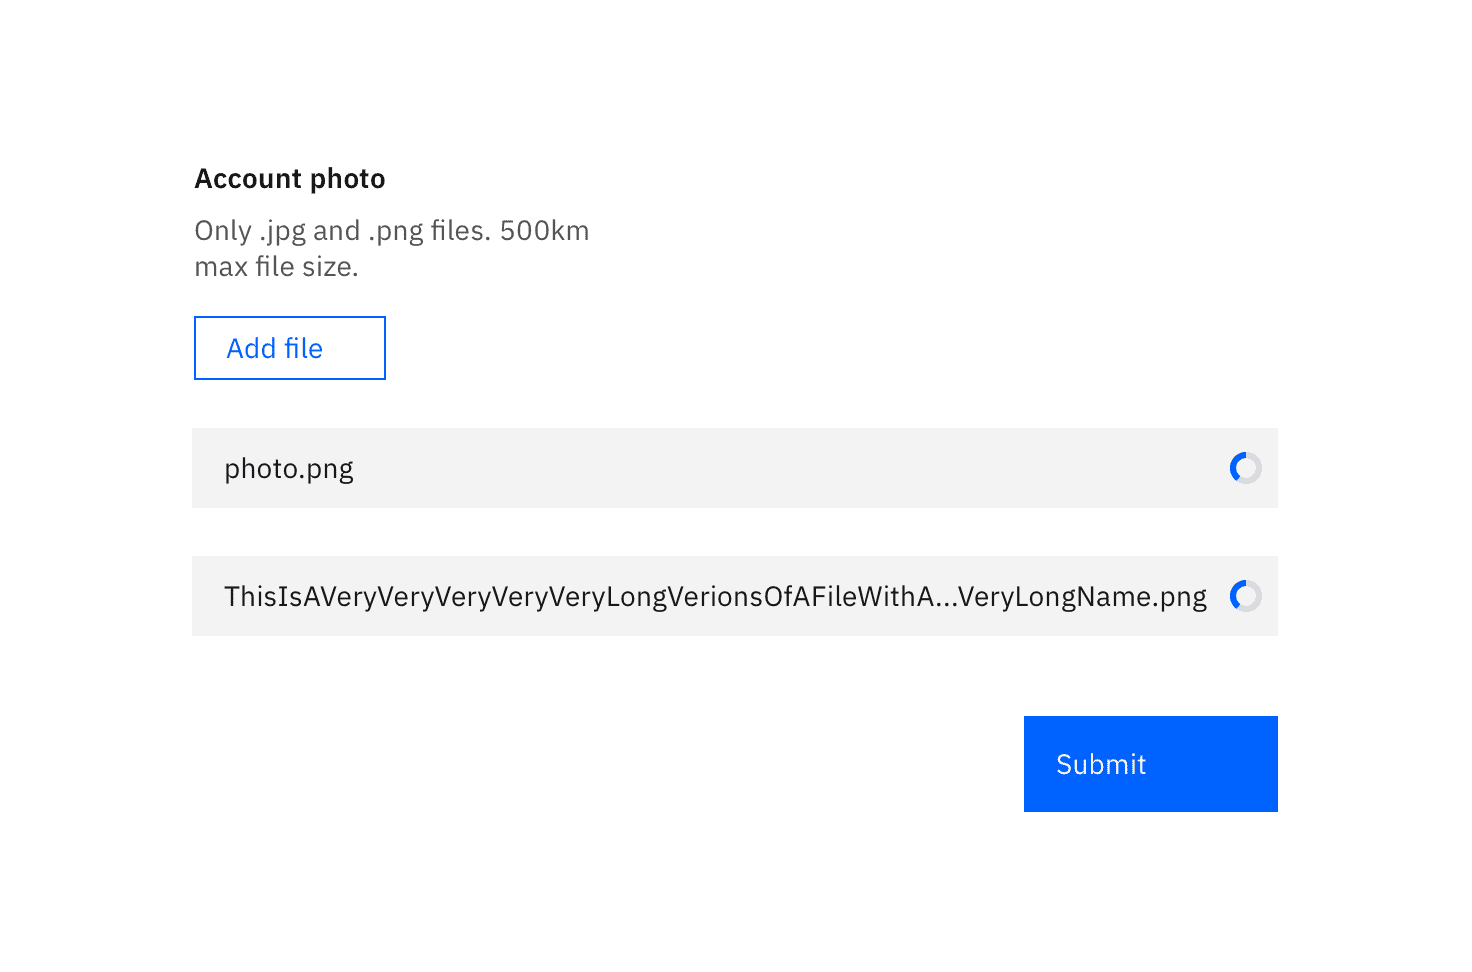 Account photo
Only .jpg and .png files. 500km
max file size.
Add file
photo.png
ThisIsAVeryVeryVeryVeryVeryLongVerionsOfAFileWithA...VeryLongName.png
Submit